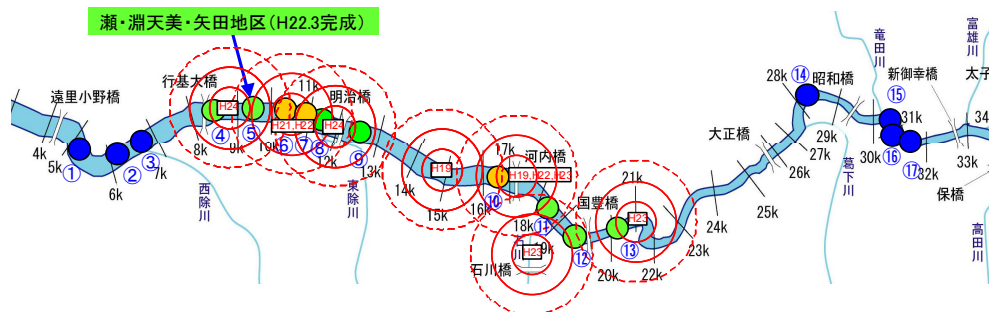 瀬・淵天美・矢田地区(H22.3完成)
遠里小野橋
行基大橋
明治橋
河内橋
国豊橋
石川橋
大正橋
昭和橋
新御幸橋
保橋
太子
西除川
東除川
葛下川
竜田川
富雄川
高田川
川
4k
5k
6k
7k
8k
9k
10k
11k
12k
13k
14k
15k
16k
17k
18k
19k
20k
21k
22k
23k
24k
25k
26k
27k
28k
29k
30k
31k
32k
33k
34
①
②
③
④
⑤
⑥
⑦
⑧
⑨
⑩
⑪
⑫
⑬
⑭
⑮
⑯
⑰
H24
H21,H22
H24
H19
H19,H22,H23
H23
H23